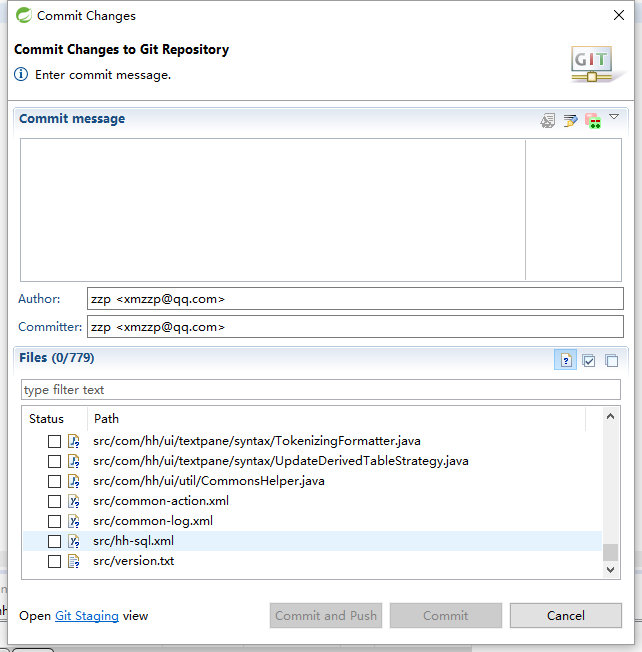 Commit Changes
Commit Changes to Git Repository
Enter commit message.
GIT
Commit message
Author: zzp <xmzzp@qq.com>
Committer: zzp <xmzzp@qq.com>
Files (0/779)
type filter text
Status Path
src/com/hh/ui/textpane/syntax/TokenizingFormatter.java
src/com/hh/ui/textpane/syntax/UpdateDerivedTableStrategy.java
src/com/hh/ui/util/CommonsHelper.java
src/common-action.xml
src/common-log.xml
src/hh-sql.xml
src/version.txt
Open Git Staging view Commit and Push Commit Cancel